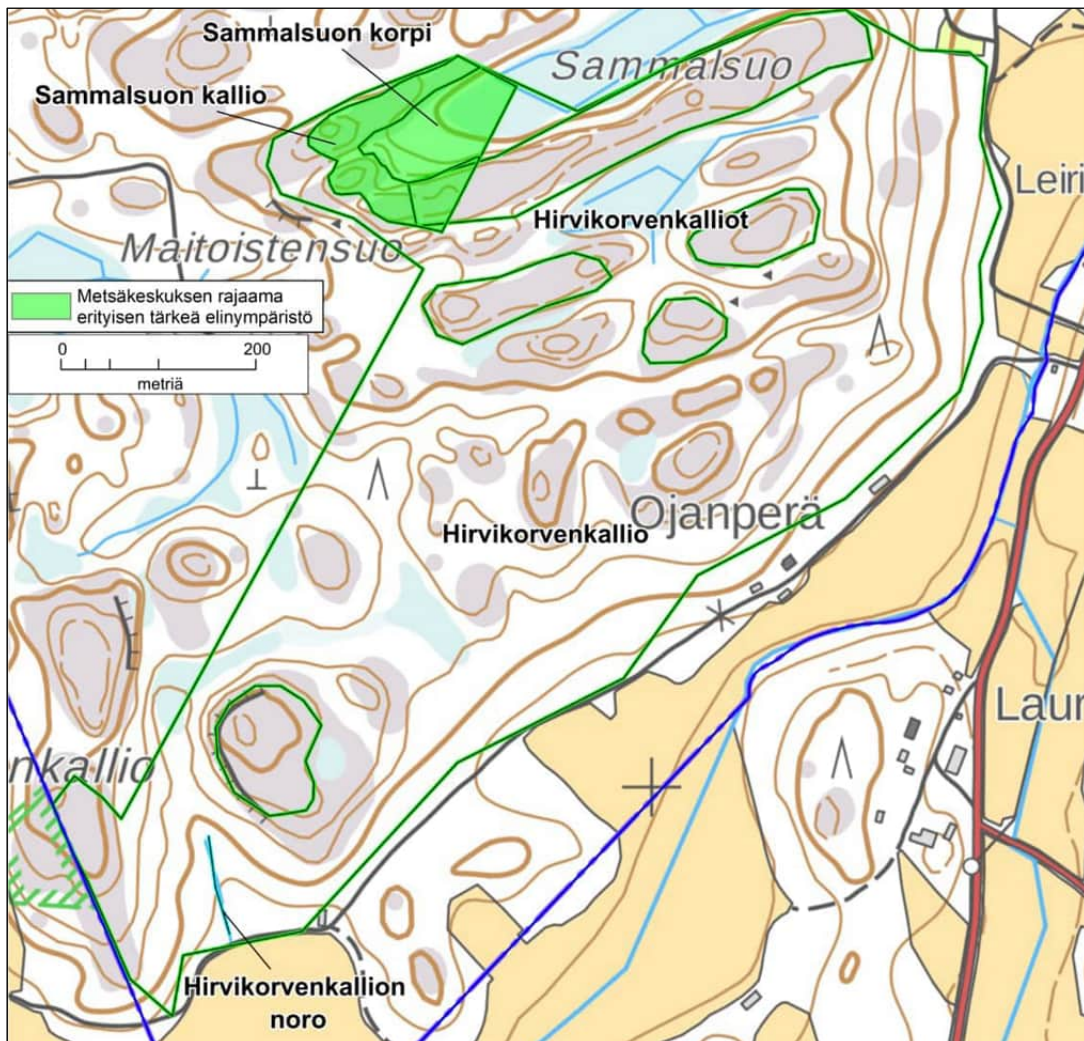 Sammalsuon korpi
Sammalsuo
Sammalsuon kallio
Leiri
Hirvikorvenkalliot
Maitoistensuo
Metsäkeskuksen rajaama
erityisen tärkeä elinympäristö
0 200
metriä
Hirvikorvenkallio
Ojanperä
Laur
nkallio
Hirvikorvenkallion
noro